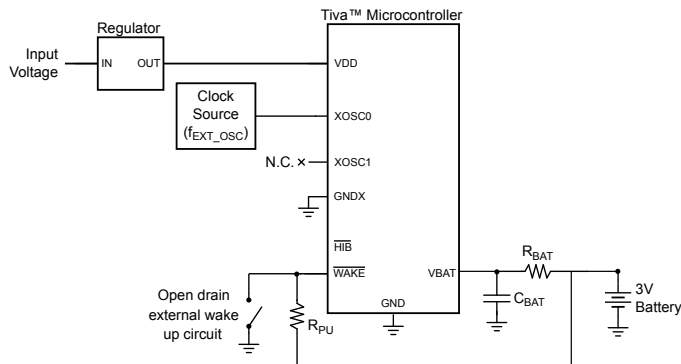 Tiva™ Microcontroller
Regulator
Input
Voltage
IN
OUT
VDD
Clock
Source
(fEXT_OSC)
XOSC0
N.C.
XOSC1
GNDX
HIB
WAKE
VBAT
RBAT
Open drain
external wake
up circuit
RPU
GND
CBAT
3V
Battery